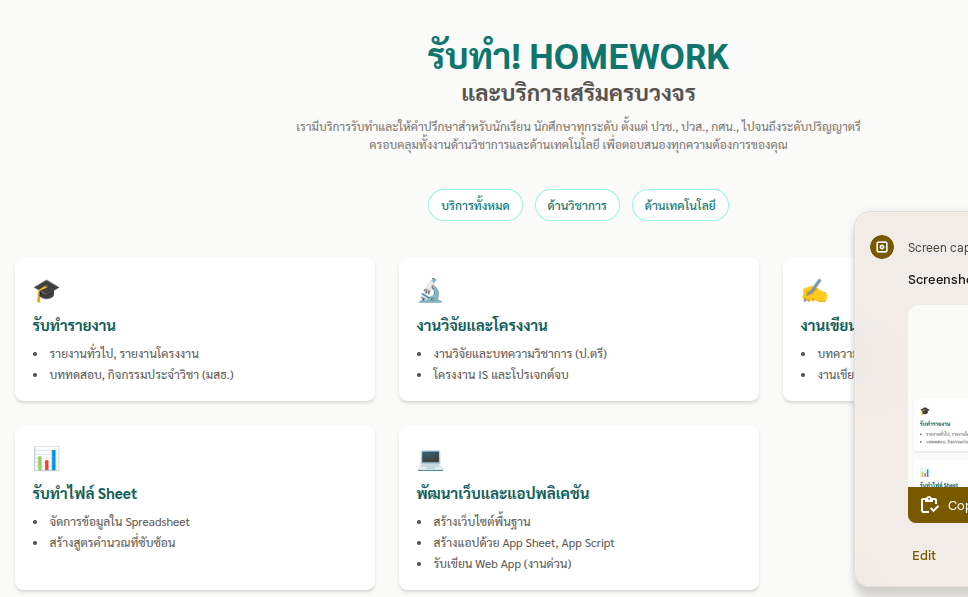 รับทำ! HOMEWORK
และบริการเสริมครบวงจร
เรามีบริการรับทำและให้คำปรึกษาสำหรับนักเรียน นักศึกษาทุกระดับ ตั้งแต่ ปวช., ปวส., กศน., ไปจนถึงระดับปริญญาตรี
ครอบคลุมทั้งงานด้านวิชาการและด้านเทคโนโลยี เพื่อตอบสนองทุกความต้องการของคุณ
บริการทั้งหมด
ด้านวิชาการ
ด้านเทคโนโลยี
รับทำรายงาน
• รายงานทั่วไป, รายงานโครงงาน
• บททดสอบ, กิจกรรมประจำวิชา (มสธ.)
งานวิจัยและโครงงาน
• งานวิจัยและบทความวิชาการ (ป.ตรี)
• โครงงาน IS และโปรเจกต์จบ
งานเขียน
• บทความ
• งานเขีย
รับทำไฟล์ Sheet
• จัดการข้อมูลใน Spreadsheet
• สร้างสูตรคำนวณที่ซับซ้อน
พัฒนาเว็บและแอปพลิเคชัน
• สร้างเว็บไซต์พื้นฐาน
• สร้างแอปด้วย App Sheet, App Script
• รับเขียน Web App (งานด่วน)
Screen cap
Screensho
รับทำรายงาน
รับทำไฟล์ Sheet
Cop
Edit